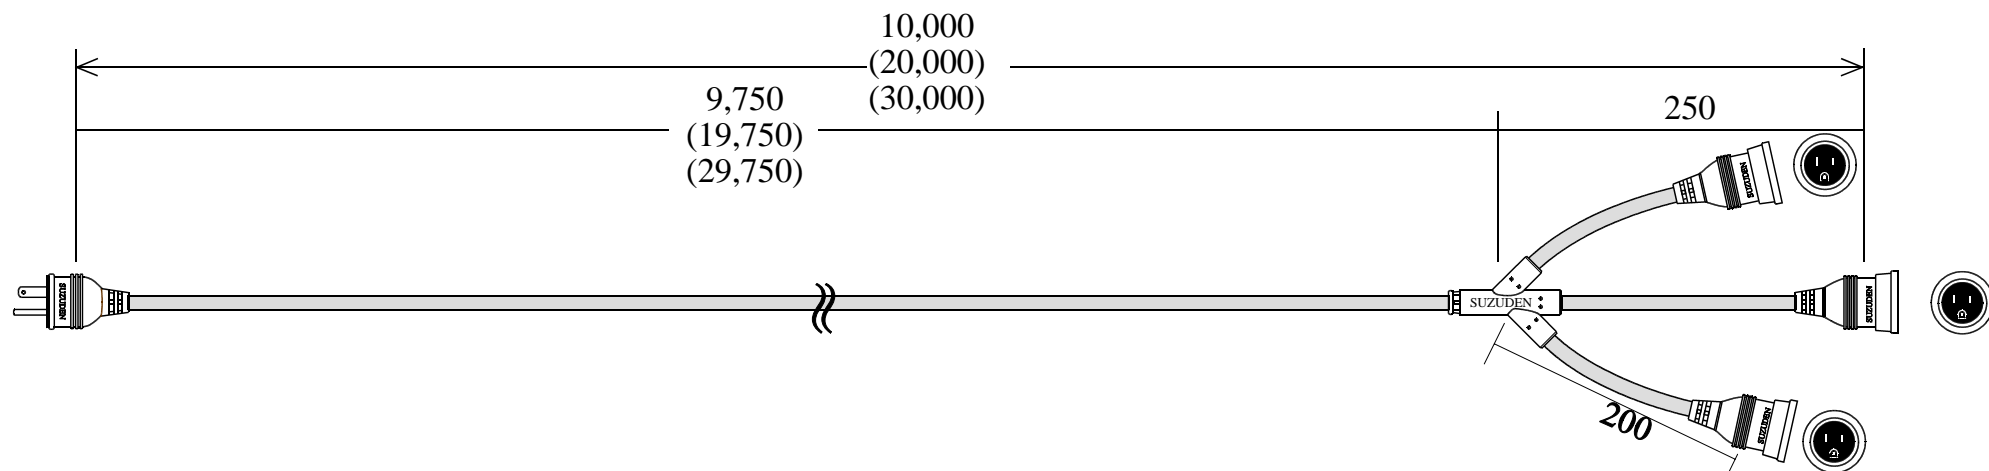 10,000
(20,000)
(30,000)
9,750
(19,750)
(29,750)
250
SUZUDEN
SUZUDEN
SUZUDEN
SUZUDEN
SUZUDEN
200